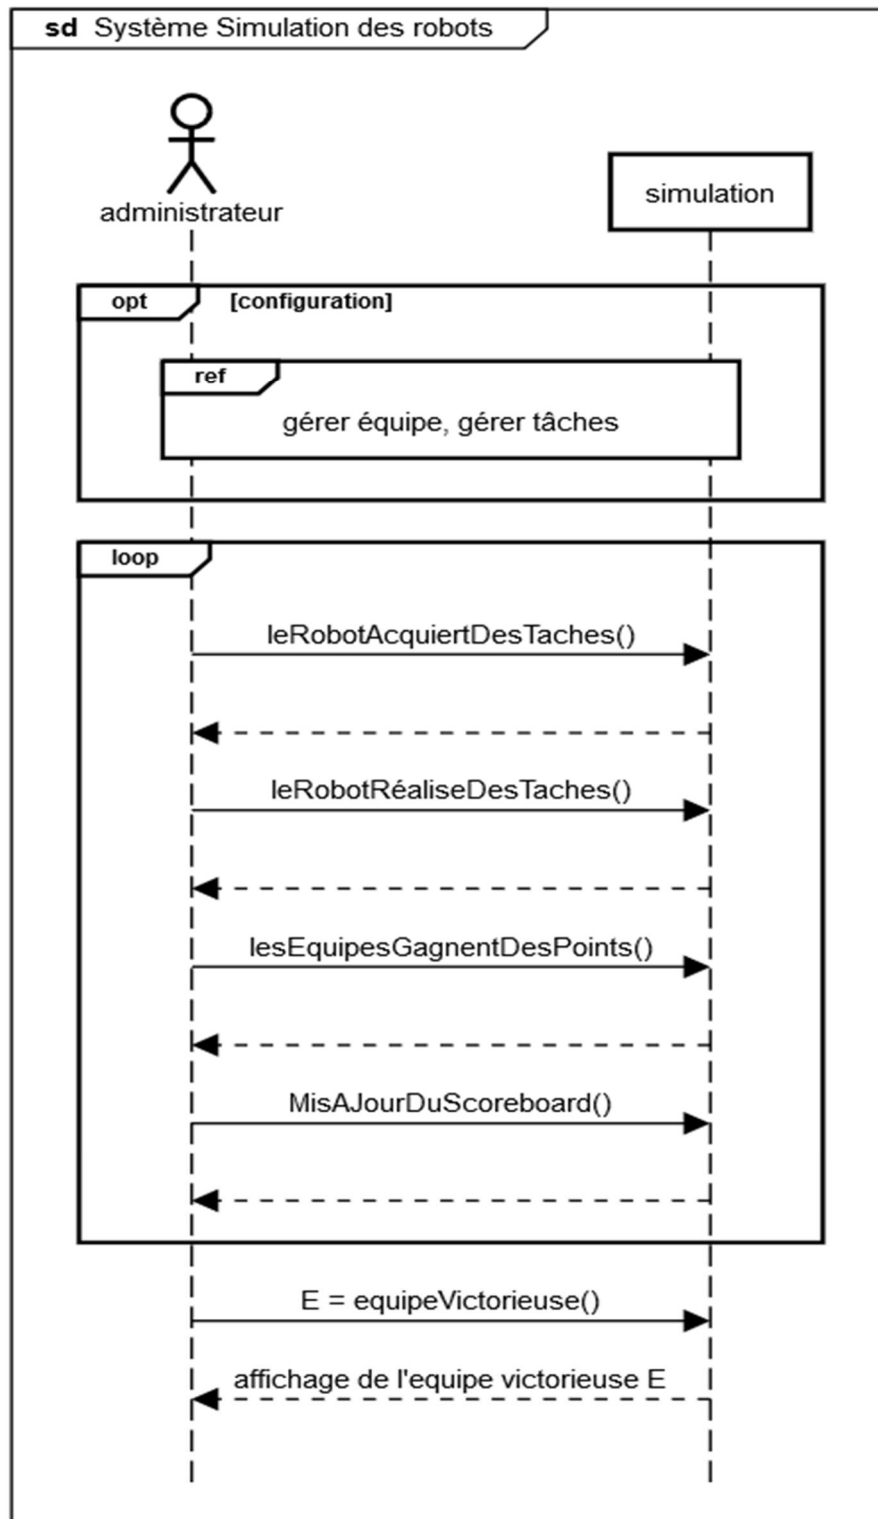 sd Système Simulation des robots
administrateur
simulation
opt [configuration]
ref
gérer équipe, gérer tâches
loop
leRobotAcquiertDesTaches()
leRobotRéaliseDesTaches()
lesEquipesGagnentDesPoints()
MisAJourDuScoreboard()
E = equipeVictorieuse()
affichage de l'equipe victorieuse E